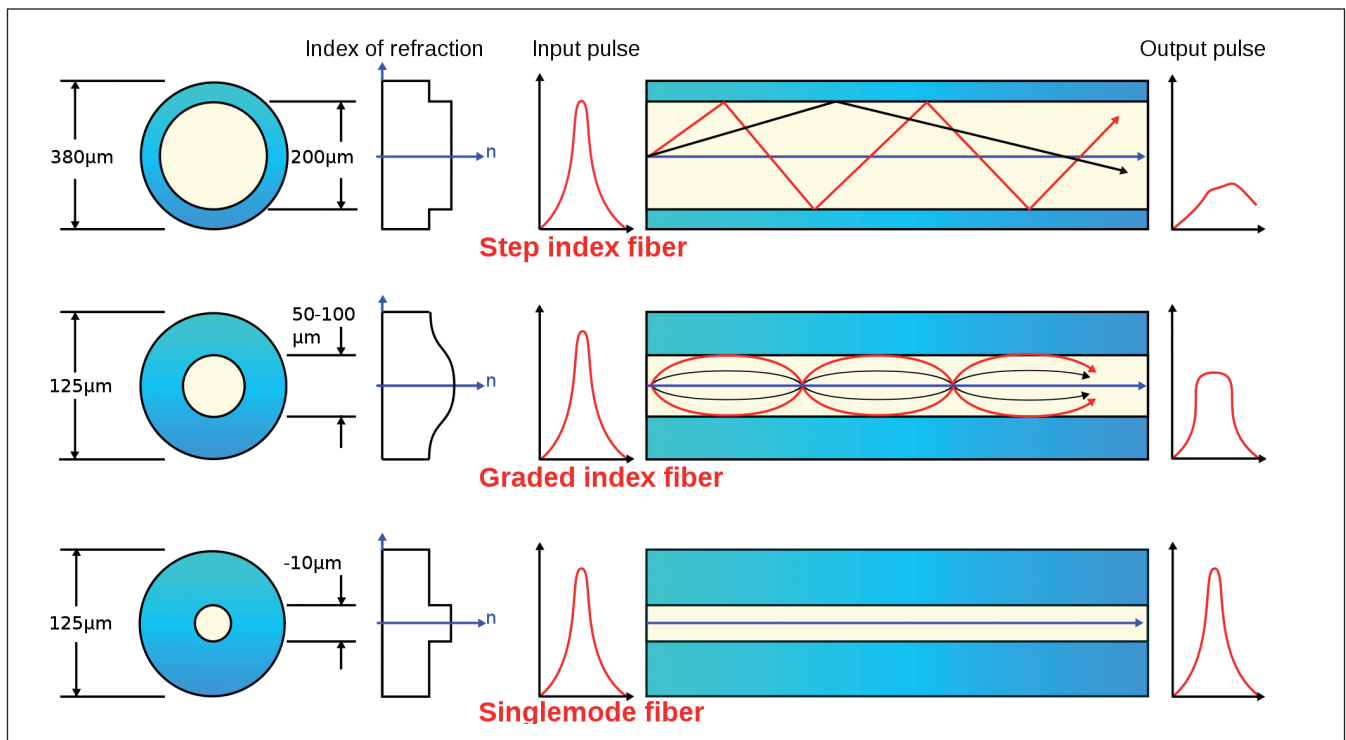 Index of refraction
Input pulse
Output pulse
380µm
200µm
n
Step index fiber
50-100
µm
125µm
n
Graded index fiber
-10µm
125µm
n
Singlemode fiber